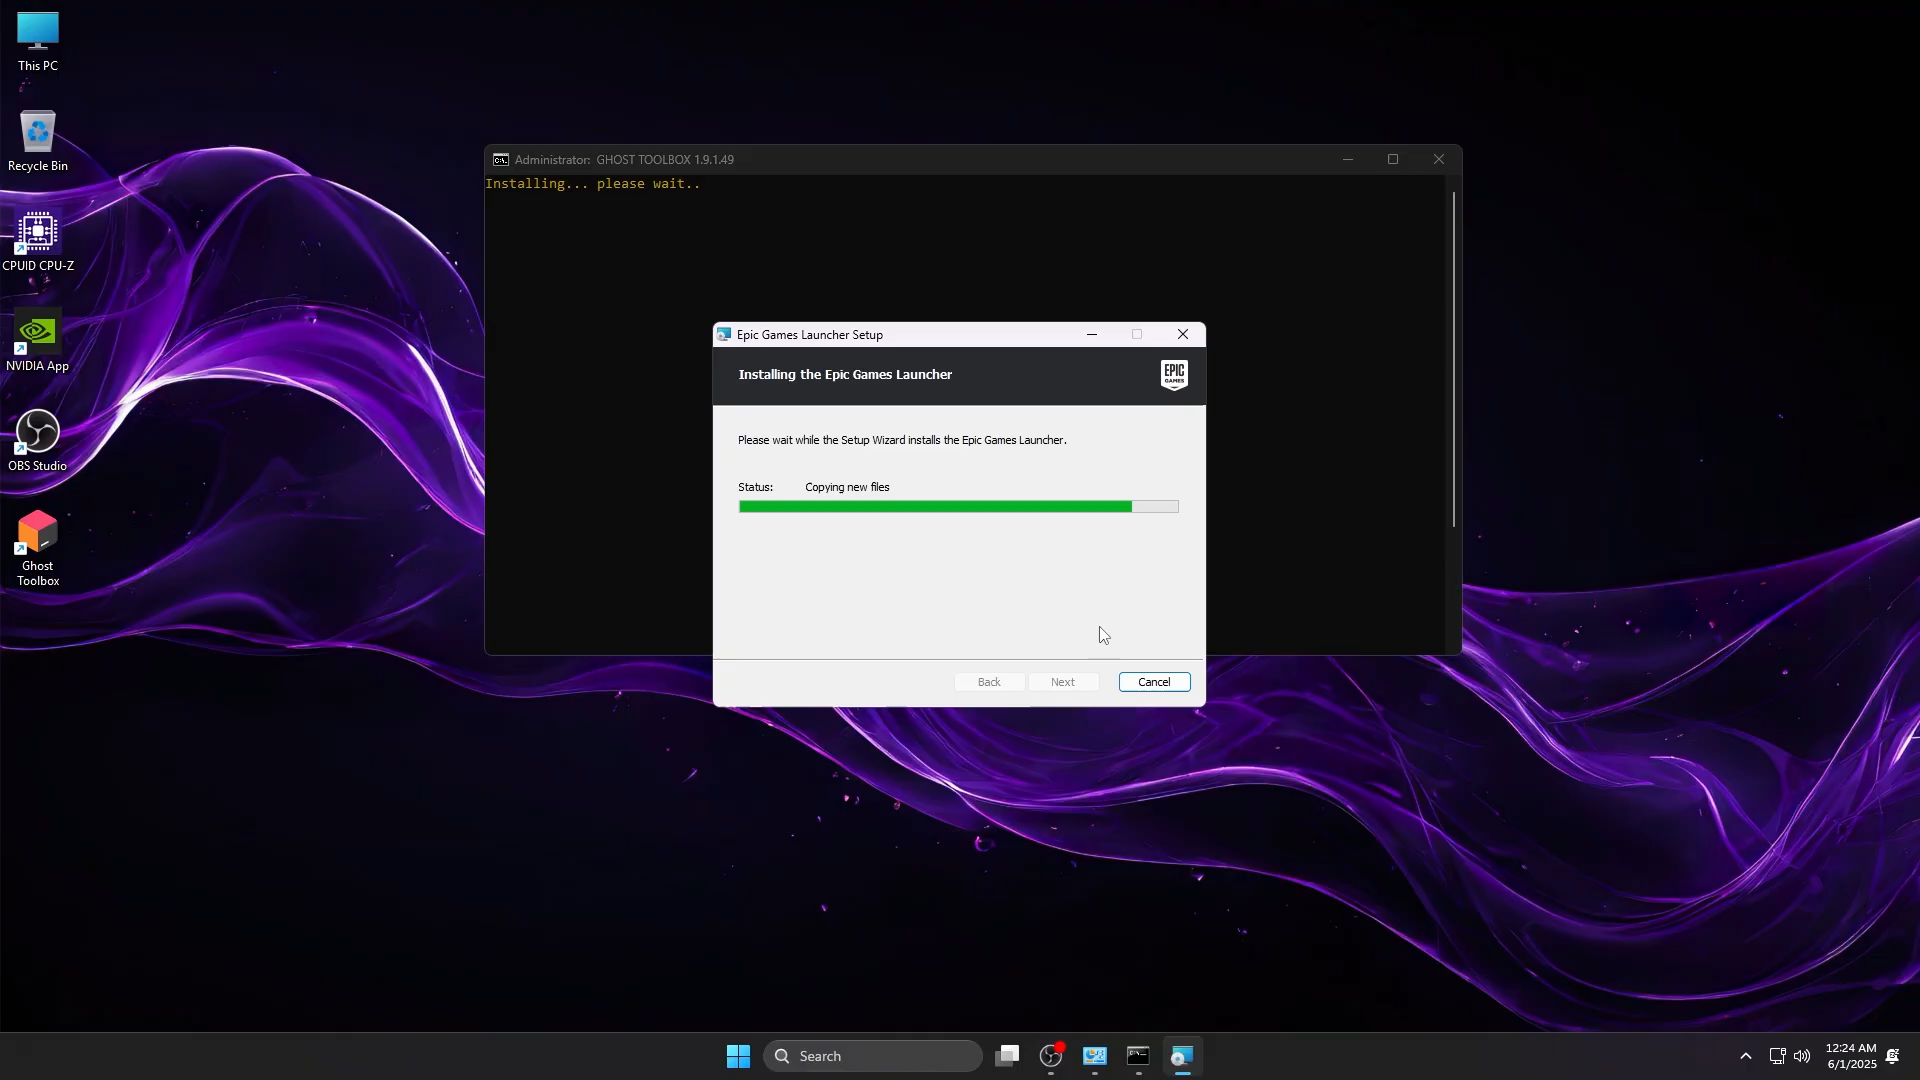 This PC
Recycle Bin
CPUID CPU-Z
NVIDIA App
OBS Studio
Ghost
Toolbox
Administrator:  GHOST TOOLBOX 1.9.1.49
Installing... please wait..
Epic Games Launcher Setup
Installing the Epic Games Launcher
EPIC
GAMES
Please wait while the Setup Wizard installs the Epic Games Launcher.
Status: Copying new files
Back Next Cancel
Search
12:24 AM
6/1/2025